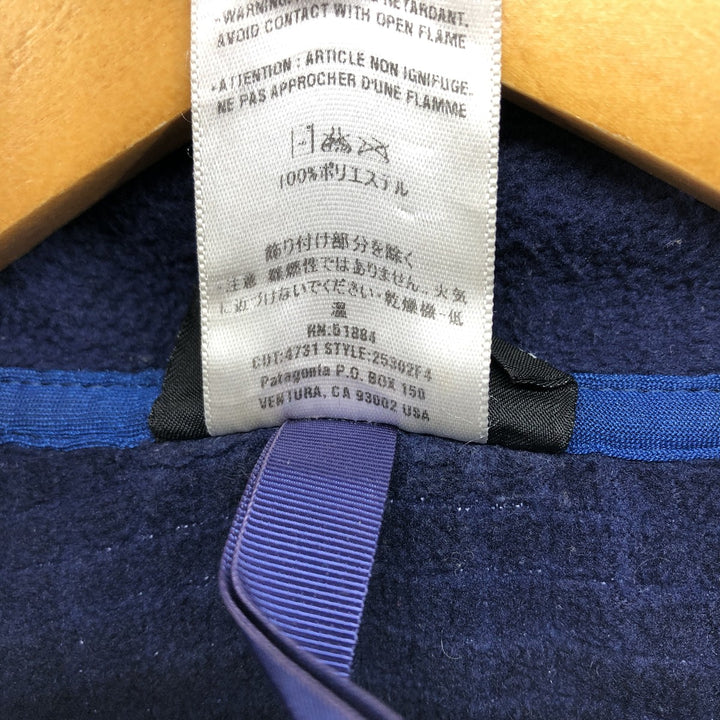 •WARNING: RETARDANT.
AVOID CONTACT WITH OPEN FLAME
•ATTENTION : ARTICLE NON IGNIFUGE.
NE PAS APPROCHER D'UNE FLAMME
100%ポリエステル
飾り付け部分を除く
・注意 難燃性ではありません。火気
に近づけないでください・乾燥機・低
温
RN:51884
CUT:4731 STYLE:25302F4
Patagonia P.O. BOX 150
VENTURA, CA 93002 USA